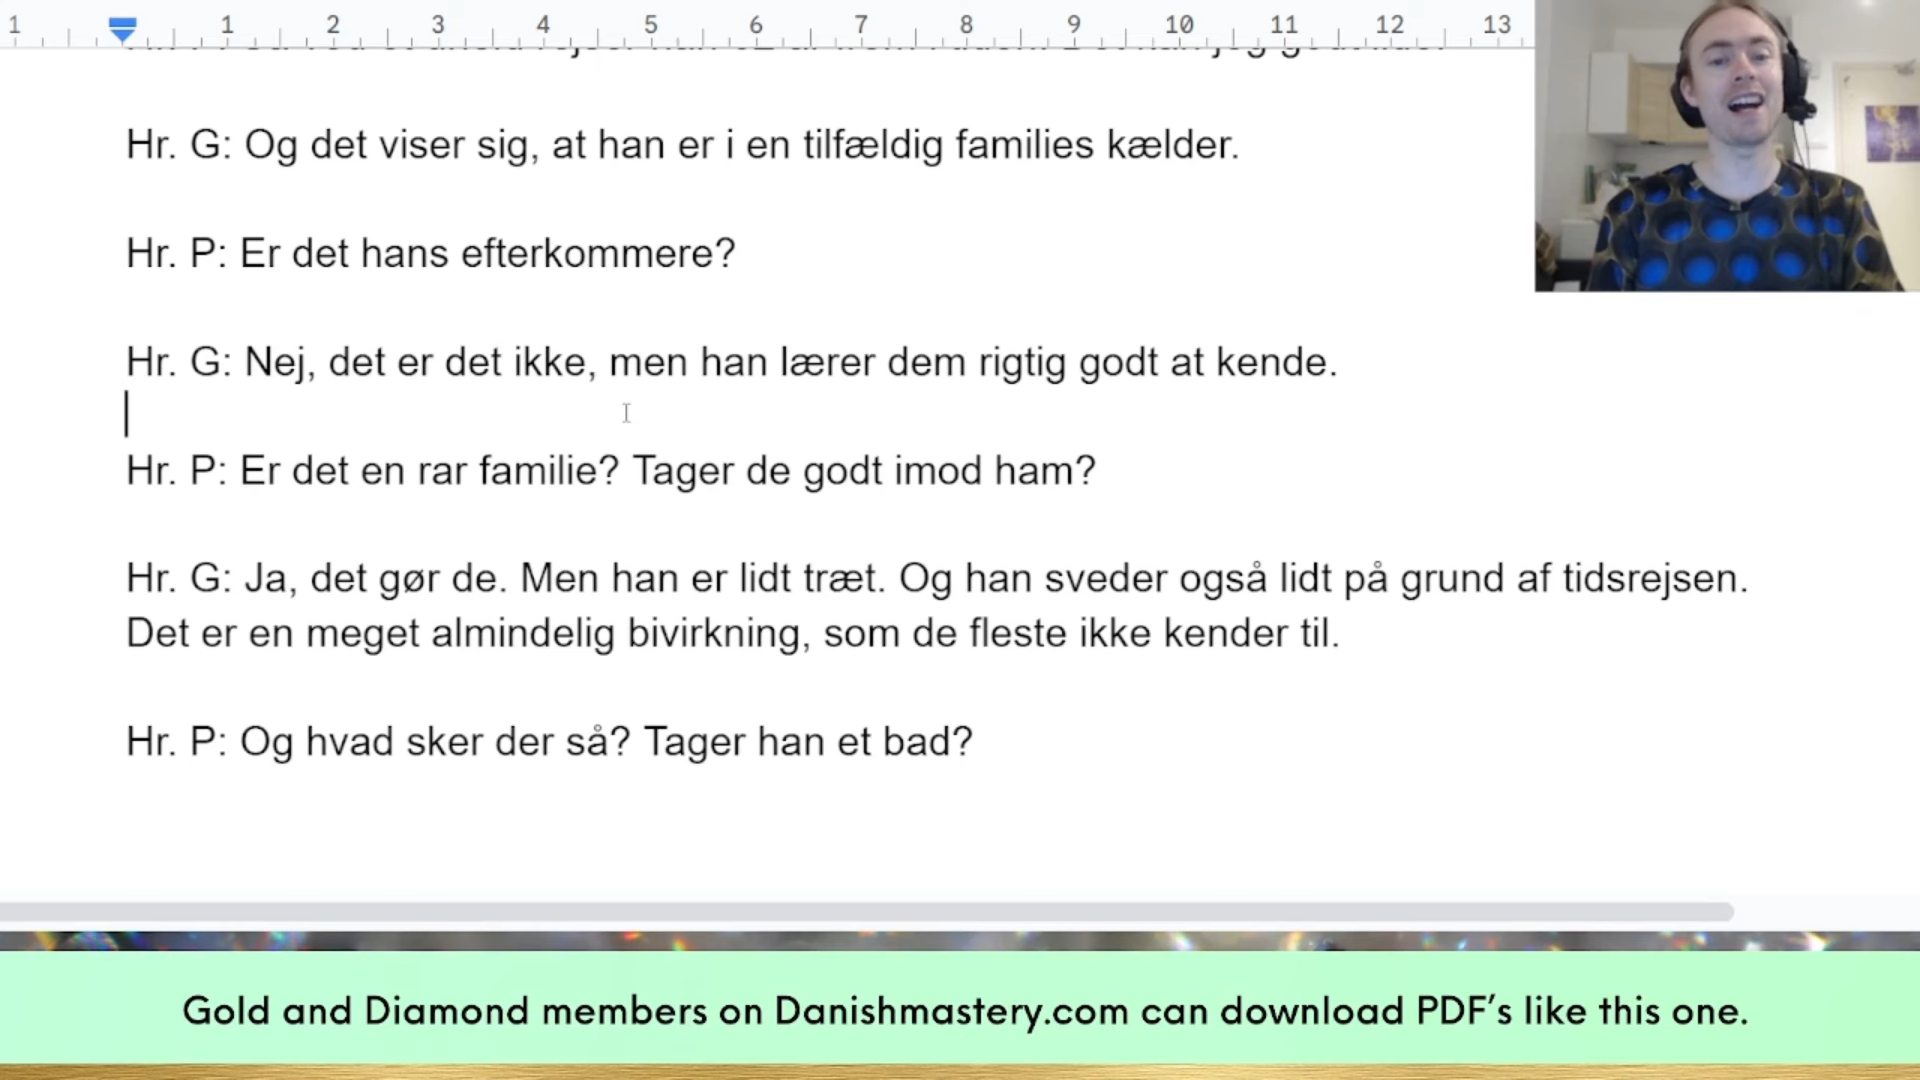 1 1 2 3 4 5 6 7 8 9 10 11 12 13
Hr. G: Og det viser sig, at han er i en tilfældig families kælder.
Hr. P: Er det hans efterkommere?
Hr. G: Nej, det er det ikke, men han lærer dem rigtig godt at kende.
Hr. P: Er det en rar familie? Tager de godt imod ham?
Hr. G: Ja, det gør de. Men han er lidt træt. Og han sveder også lidt på grund af tidsrejsen.
Det er en meget almindelig bivirkning, som de fleste ikke kender til.
Hr. P: Og hvad sker der så? Tager han et bad?
Gold and Diamond members on Danishmastery.com can download PDF’s like this one.